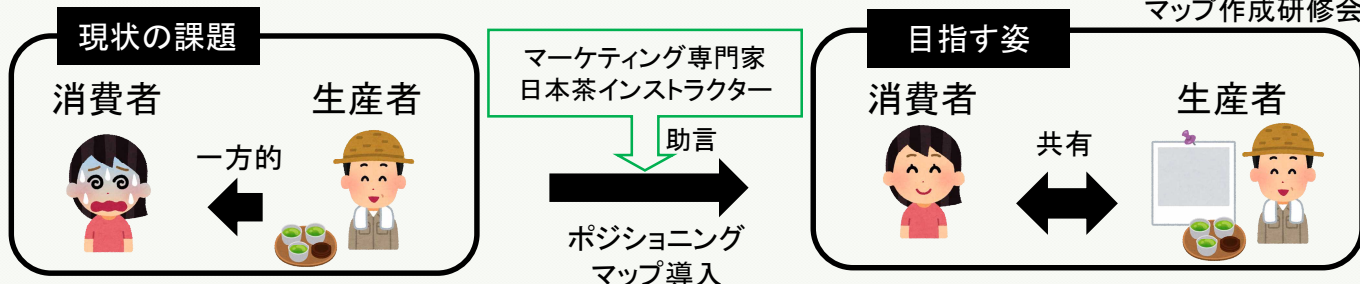 マップ作成研修会
現状の課題
消費者
生産者
一方的
マーケティング専門家
日本茶インストラクター
助言
ポジショニング
マップ導入
目指す姿
消費者
生産者
共有